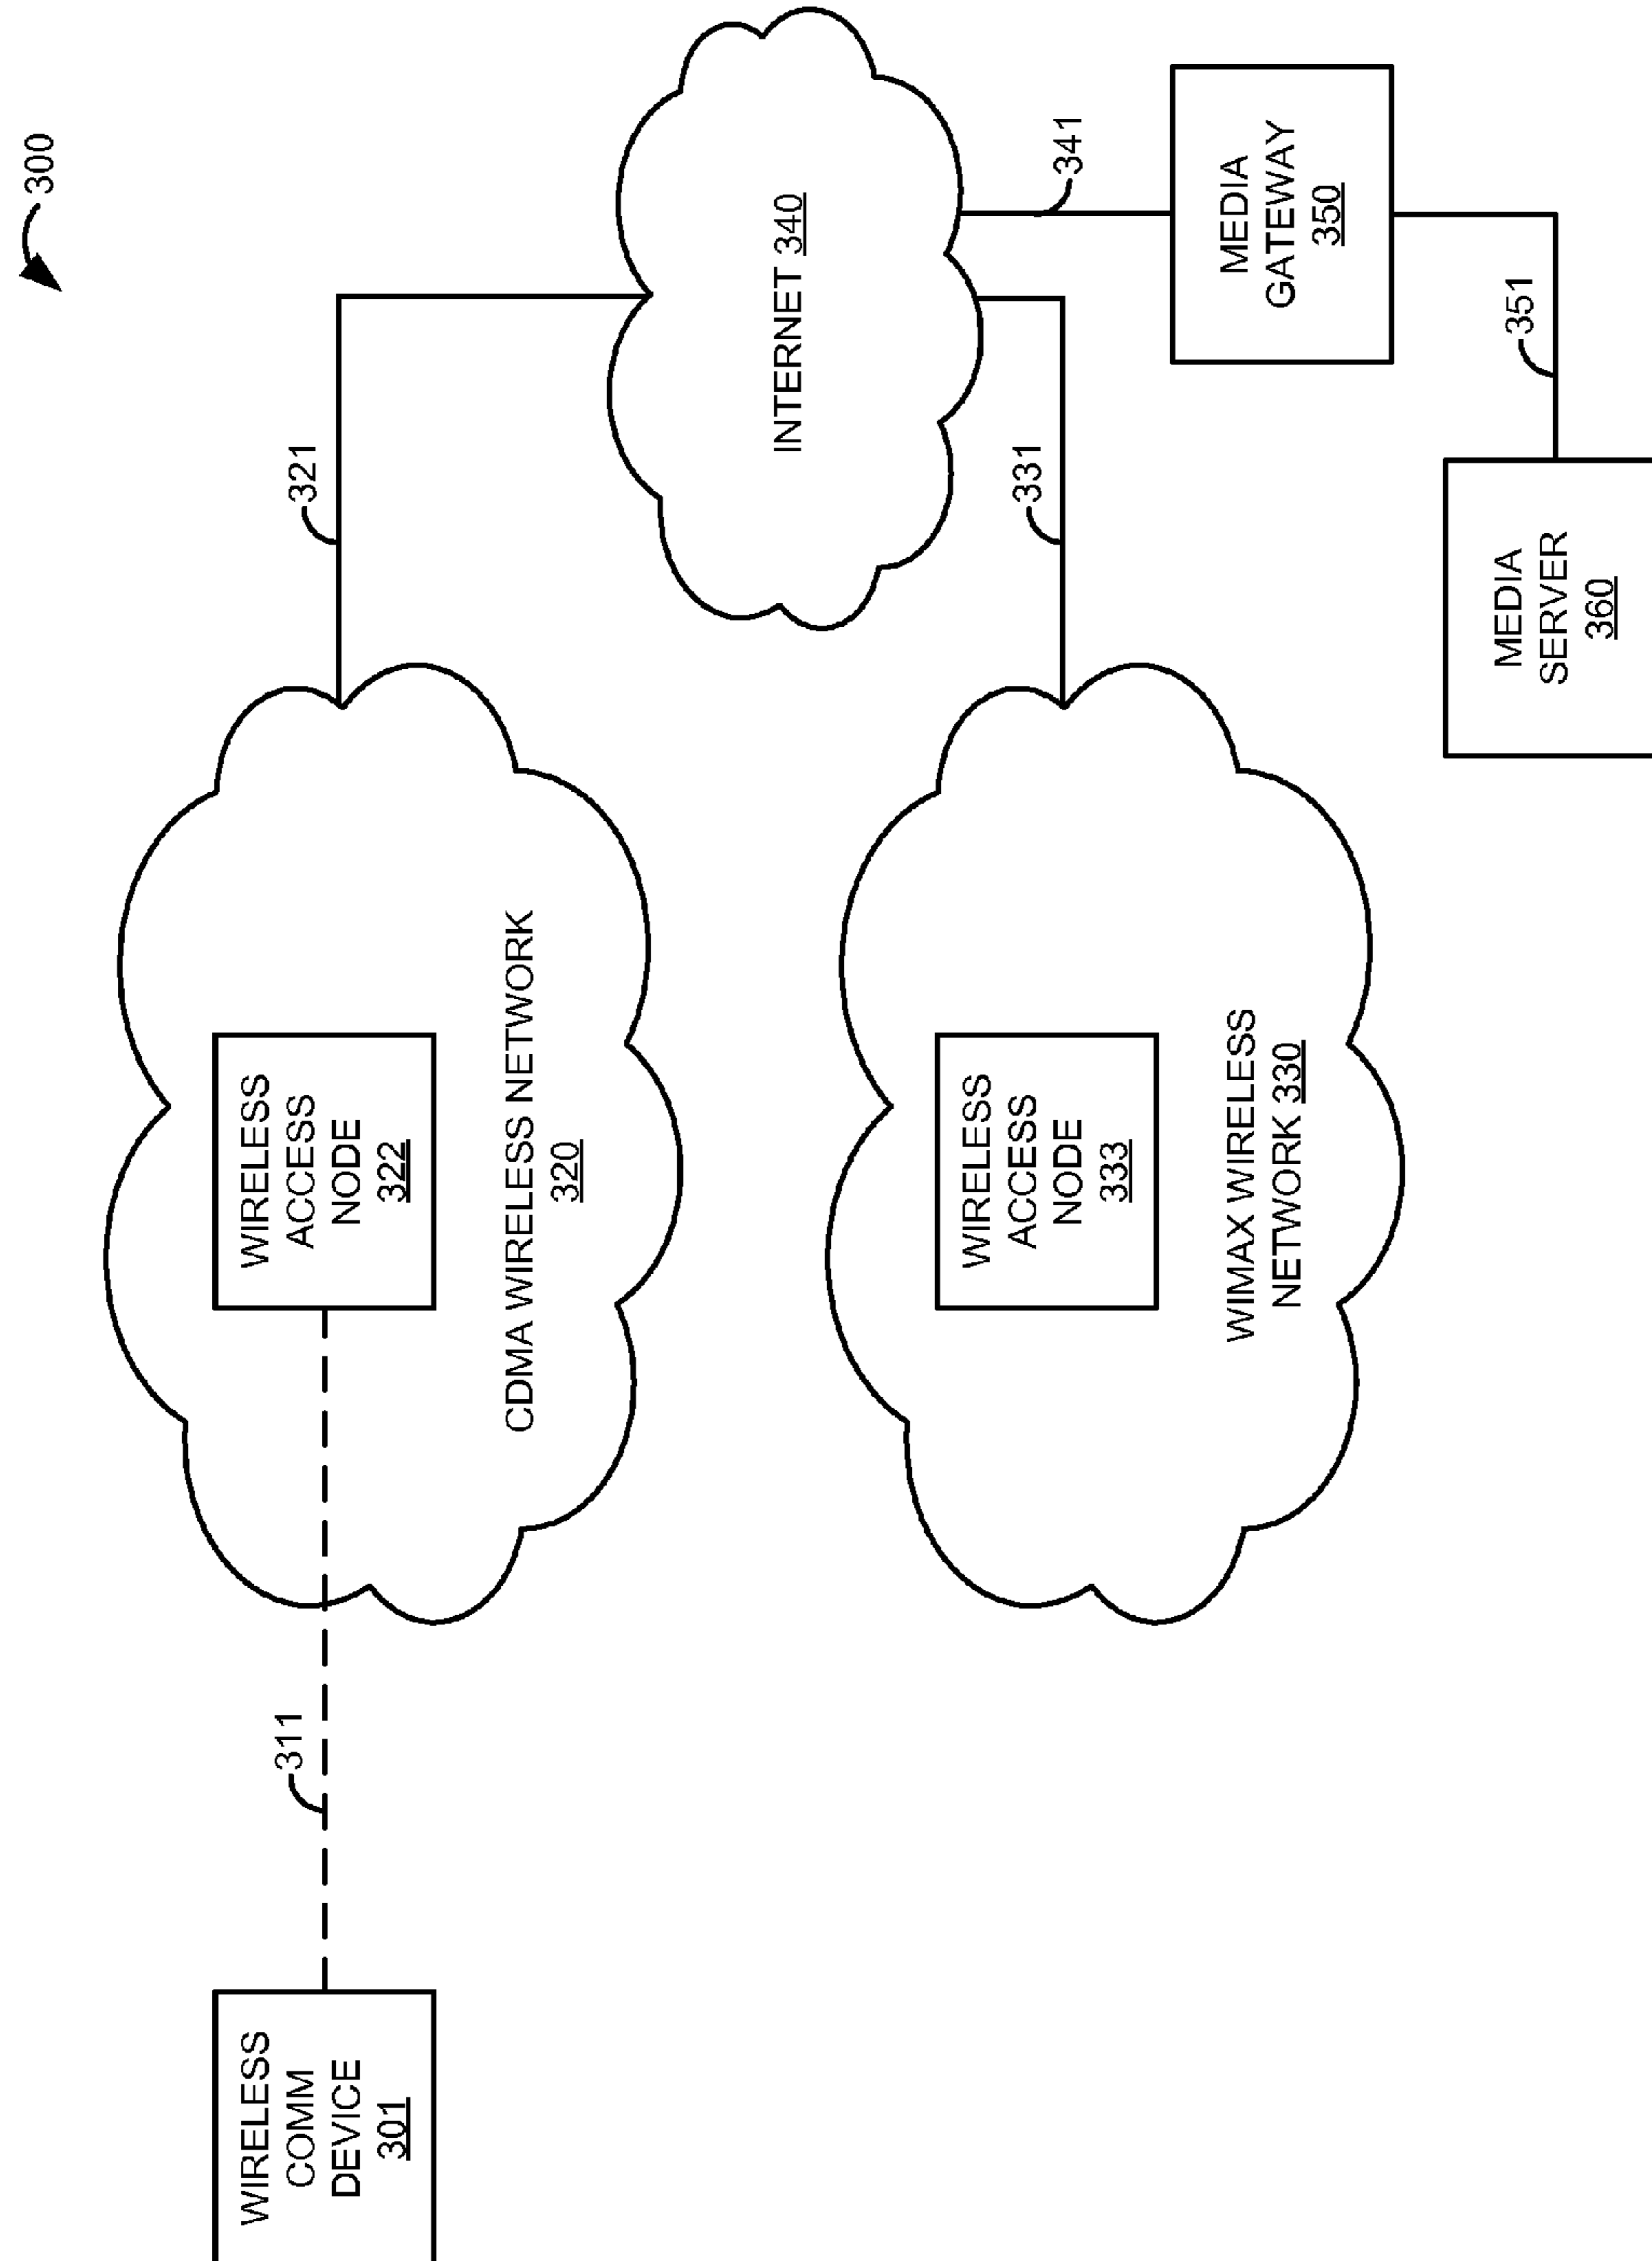 300
WIRELESS
COMM
DEVICE
301
311
WIRELESS
ACCESS
NODE
322
CDMA WIRELESS NETWORK
320
321
INTERNET 340
WIRELESS
ACCESS
NODE
333
WIMAX WIRELESS
NETWORK 330
331
341
MEDIA
GATEWAY
350
351
MEDIA
SERVER
360